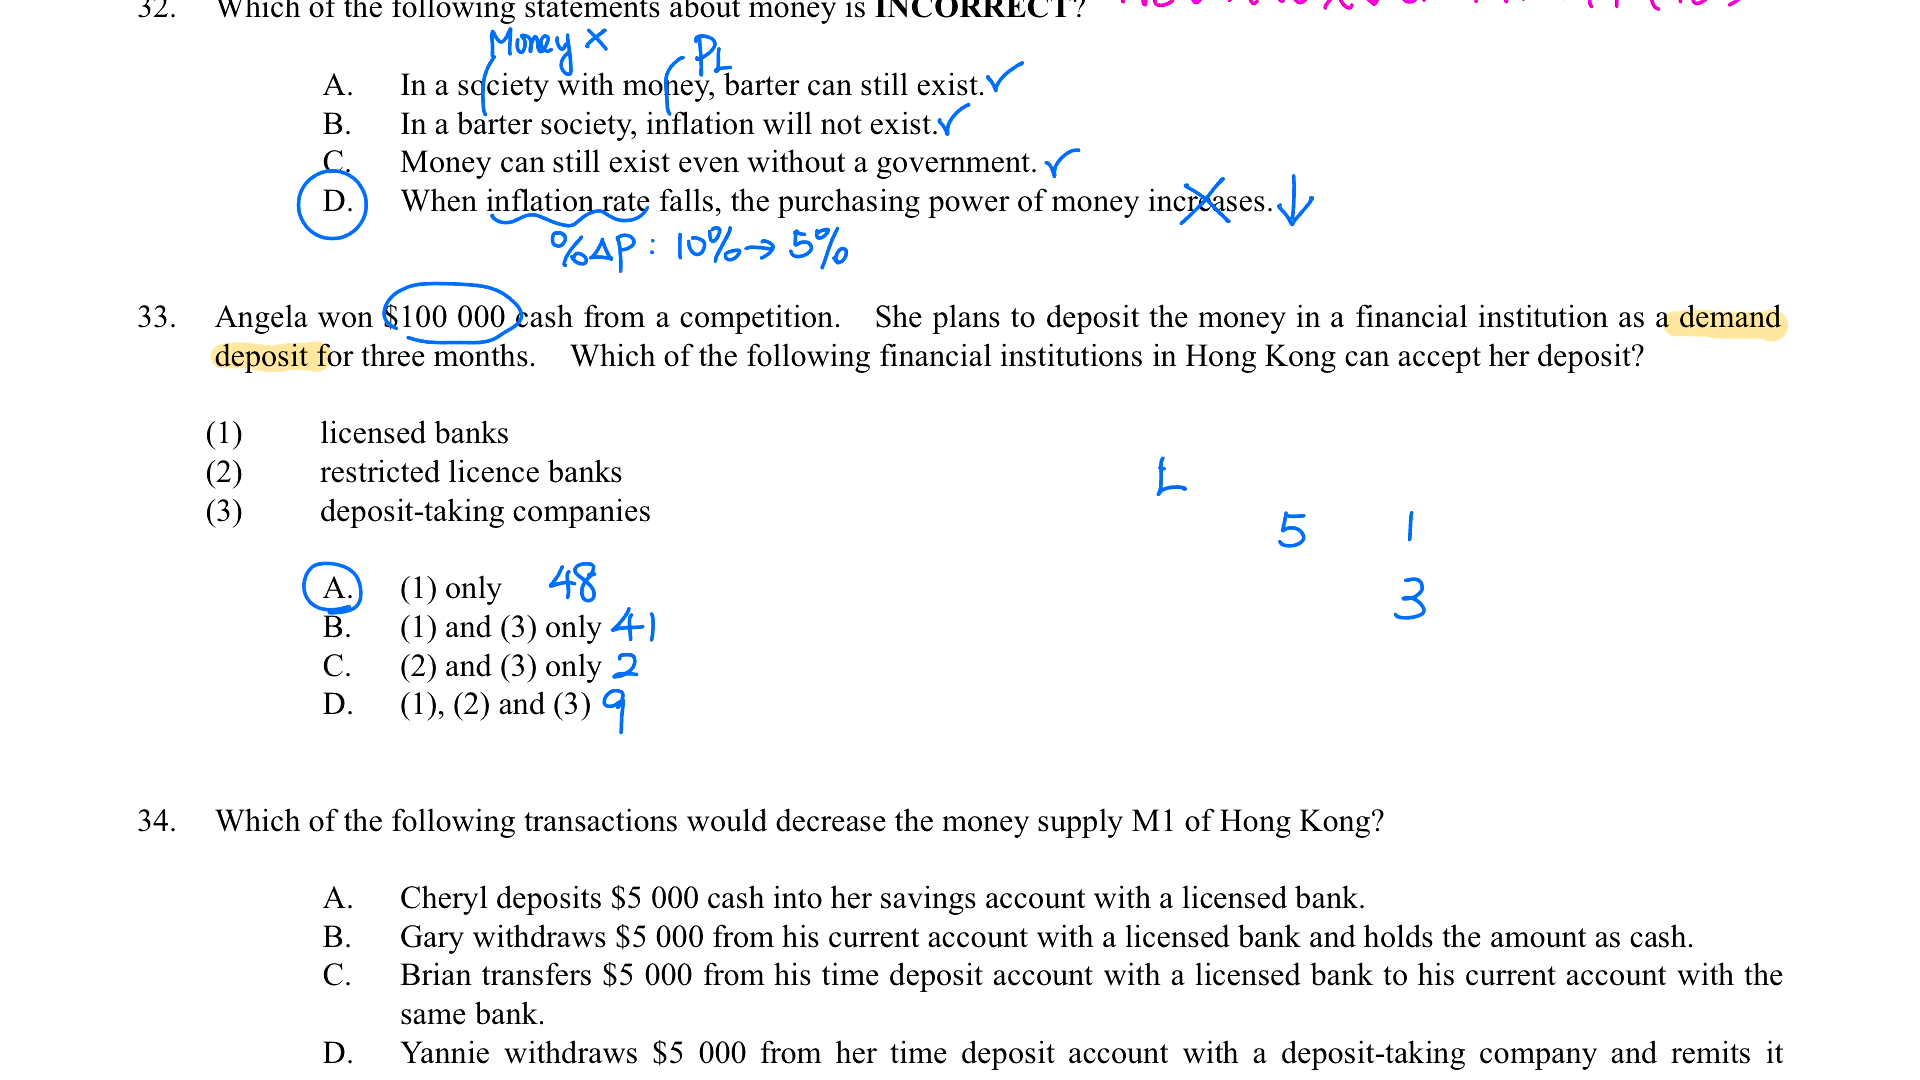 32. Which of the following statements about money is INCORRECT?
Money × PL
A. In a society with money, barter can still exist. ✓
B. In a barter society, inflation will not exist. ✓
C. Money can still exist even without a government. ✓
D. When inflation rate falls, the purchasing power of money increases. ↓
%ΔP : 10% → 5%
33. Angela won $100 000 cash from a competition. She plans to deposit the money in a financial institution as a demand
deposit for three months. Which of the following financial institutions in Hong Kong can accept her deposit?
(1) licensed banks
(2) restricted licence banks L
(3) deposit-taking companies 5 1
A. (1) only 48 3
B. (1) and (3) only 41
C. (2) and (3) only 2
D. (1), (2) and (3) 9
34. Which of the following transactions would decrease the money supply M1 of Hong Kong?
A. Cheryl deposits $5 000 cash into her savings account with a licensed bank.
B. Gary withdraws $5 000 from his current account with a licensed bank and holds the amount as cash.
C. Brian transfers $5 000 from his time deposit account with a licensed bank to his current account with the
same bank.
D. Yannie withdraws $5 000 from her time deposit account with a deposit-taking company and remits it